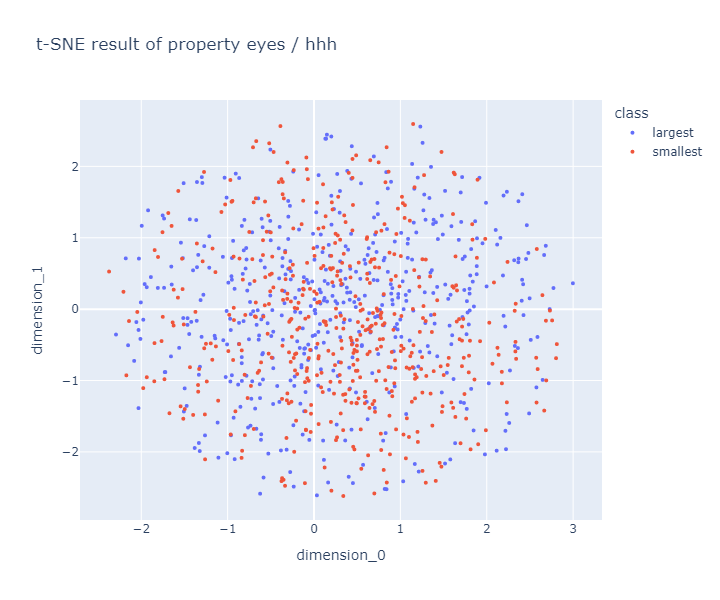 t-SNE result of property eyes / hhh
class
largest
smallest
2
1
0
−1
−2
dimension_1
−2
−1
0
1
2
3
dimension_0